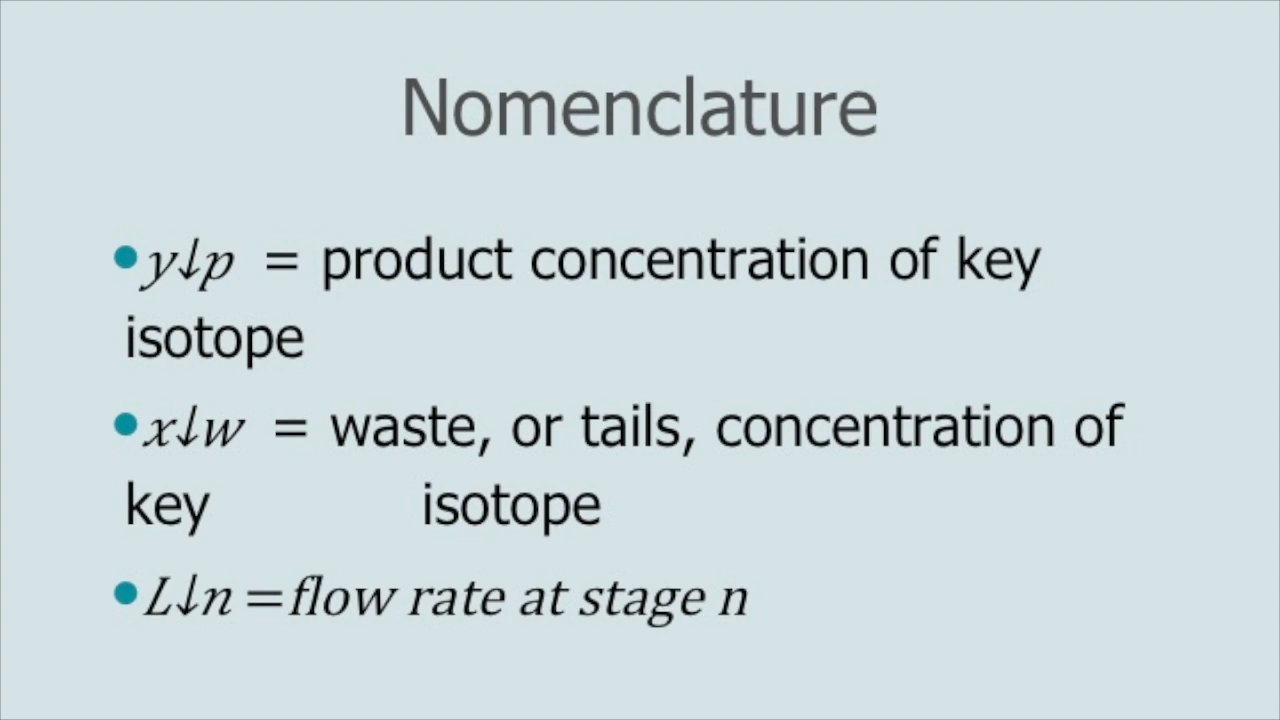 Nomenclature
•y↓p = product concentration of key
isotope
•x↓w = waste, or tails, concentration of
key isotope
•L↓n =flow rate at stage n